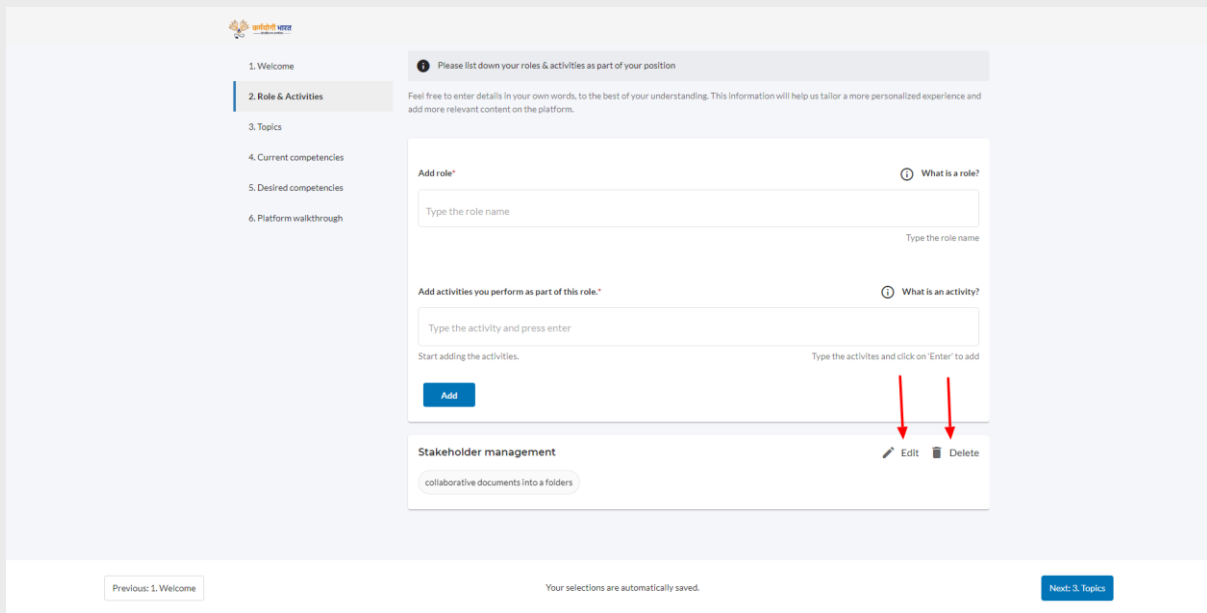 कर्मयोगी भारत
1. Welcome
2. Role & Activities
3. Topics
4. Current competencies
5. Desired competencies
6. Platform walkthrough
Please list down your roles & activities as part of your position
Feel free to enter details in your own words, to the best of your understanding. This information will help us tailor a more personalized experience and
add more relevant content on the platform.
Add role*
What is a role?
Type the role name
Type the role name
Add activities you perform as part of this role.*
What is an activity?
Type the activity and press enter
Start adding the activities.
Type the activites and click on 'Enter' to add
Add
Stakeholder management
Edit
Delete
collaborative documents into a folders
Previous: 1. Welcome
Your selections are automatically saved.
Next: 3. Topics